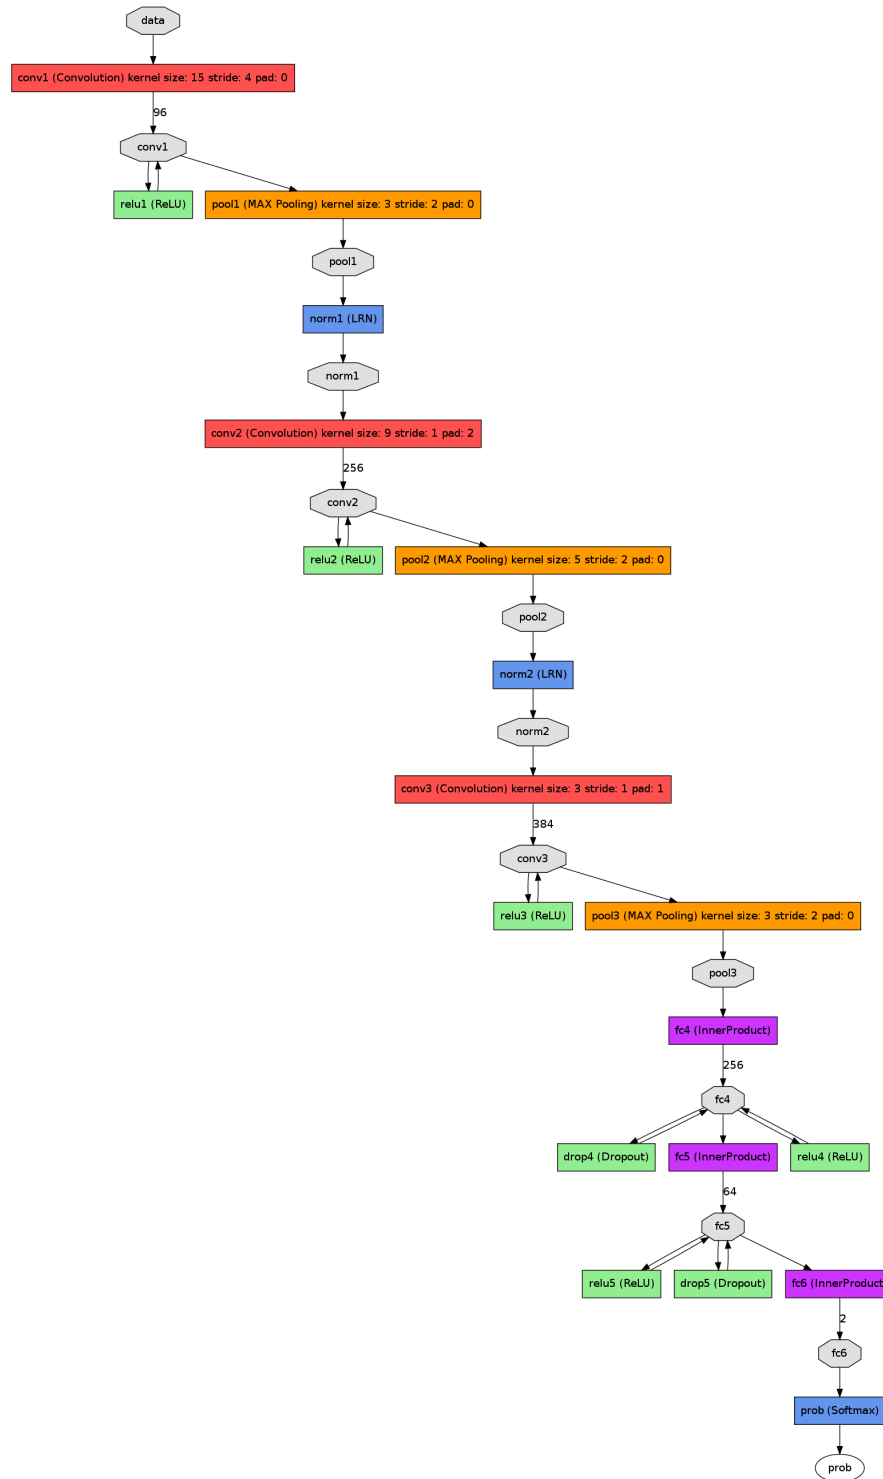 data
conv1 (Convolution) kernel size: 15 stride: 4 pad: 0
96
conv1
relu1 (ReLU)
pool1 (MAX Pooling) kernel size: 3 stride: 2 pad: 0
pool1
norm1 (LRN)
norm1
conv2 (Convolution) kernel size: 9 stride: 1 pad: 2
256
conv2
relu2 (ReLU)
pool2 (MAX Pooling) kernel size: 5 stride: 2 pad: 0
pool2
norm2 (LRN)
norm2
conv3 (Convolution) kernel size: 3 stride: 1 pad: 1
384
conv3
relu3 (ReLU)
pool3 (MAX Pooling) kernel size: 3 stride: 2 pad: 0
pool3
fc4 (InnerProduct)
256
fc4
drop4 (Dropout)
fc5 (InnerProduct)
relu4 (ReLU)
64
fc5
relu5 (ReLU)
drop5 (Dropout)
fc6 (InnerProduct
2
fc6
prob (Softmax)
prob